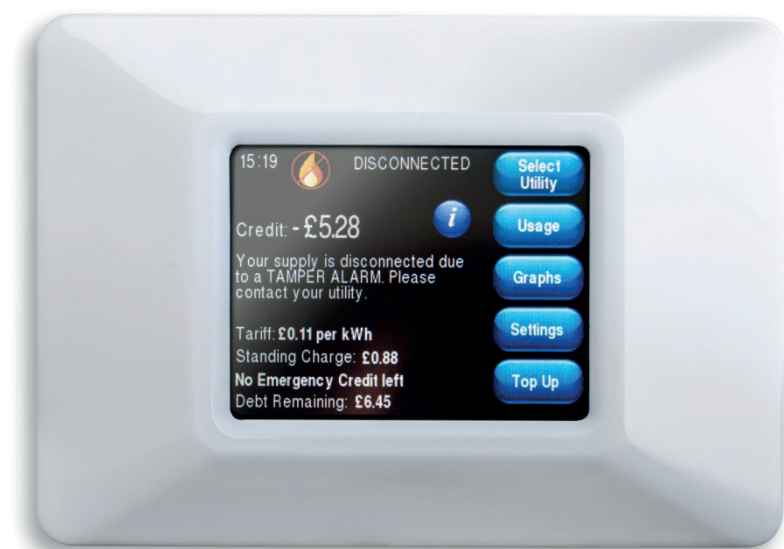 15:19 DISCONNECTED
Select
Utility
Credit: - £5.28
i
Usage
Your supply is disconnected due
to a TAMPER ALARM. Please
contact your utility.
Graphs
Tariff: £0.11 per kWh
Settings
Standing Charge: £0.88
No Emergency Credit left
Top Up
Debt Remaining: £6.45